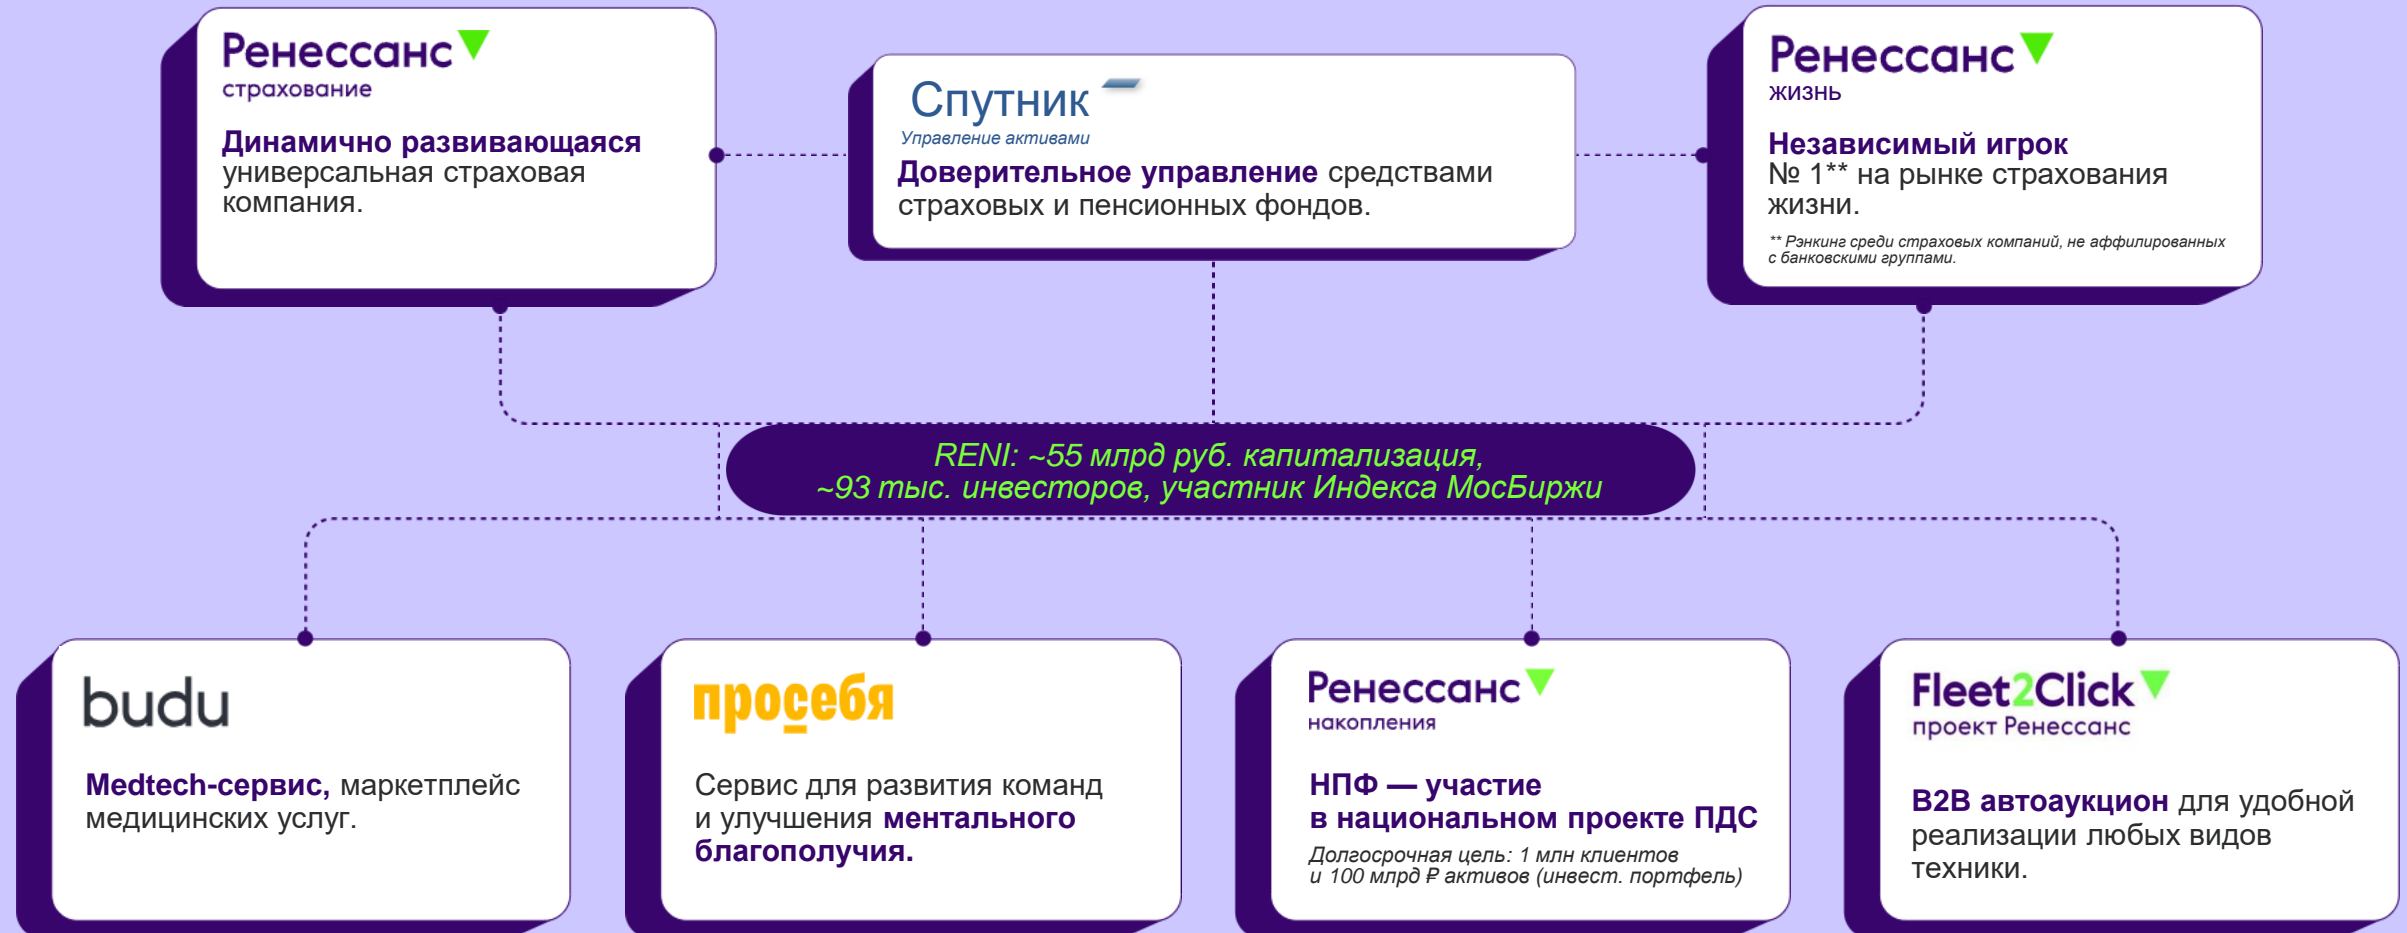 Ренессанс
страхование
Динамично развивающаяся
универсальная страховая
компания.
Спутник
Управление активами
Доверительное управление средствами
страховых и пенсионных фондов.
Ренессанс
жизнь
Независимый игрок
№ 1** на рынке страхования
жизни.
** Рэнкинг среди страховых компаний, не аффилированных
с банковскими группами.
RENI: ~55 млрд руб. капитализация,
~93 тыс. инвесторов, участник Индекса МосБиржи
budu
Medtech-сервис, маркетплейс
медицинских услуг.
просебя
Сервис для развития команд
и улучшения ментального
благополучия.
Ренессанс
накопления
НПФ — участие
в национальном проекте ПДС
Долгосрочная цель: 1 млн клиентов
и 100 млрд ₽ активов (инвест. портфель)
Fleet2Click
проект Ренессанс
B2B автоаукцион для удобной
реализации любых видов
техники.